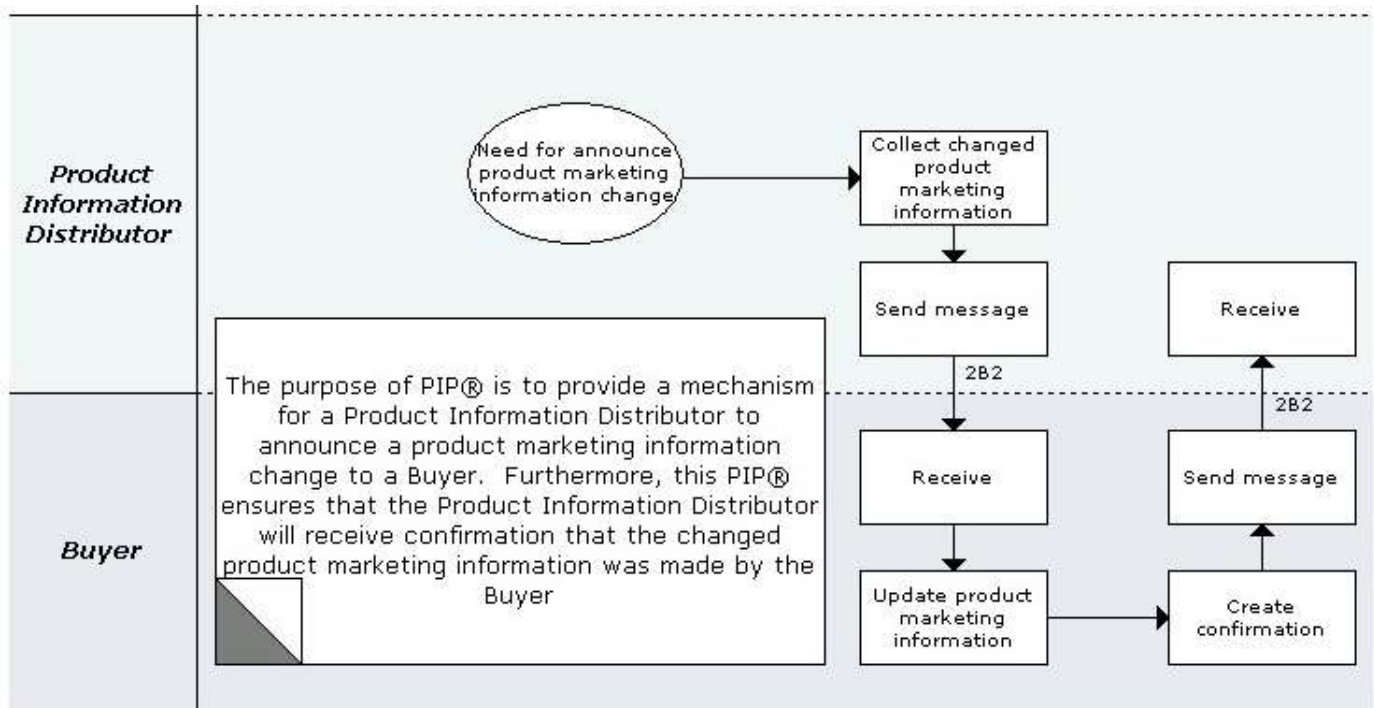 Product
Information
Distributor
Need for announce
product marketing
information change
Collect changed
product
marketing
information
Send message
Receive
2B2
The purpose of PIP® is to provide a mechanism
for a Product Information Distributor to
announce a product marketing information
change to a Buyer.  Furthermore, this PIP®
ensures that the Product Information Distributor
will receive confirmation that the changed
product marketing information was made by the
Buyer
2B2
Buyer
Receive
Send message
Update product
marketing
information
Create
confirmation